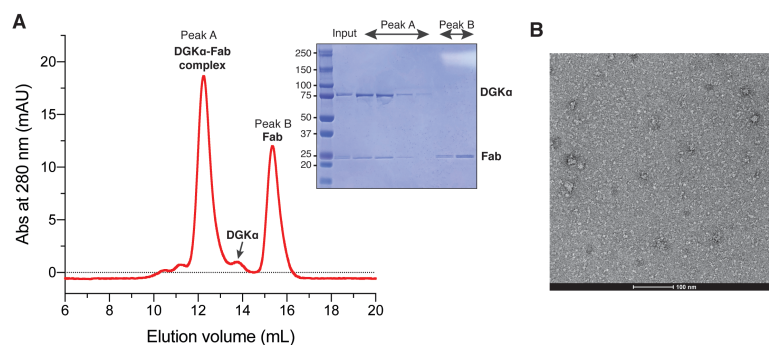 A
Peak A
DGKα-Fab
complex
Peak B
Fab
DGKα
Abs at 280 nm (mAU)
20
15
10
5
0
6
8
10
12
14
16
18
20
Elution volume (mL)
Input
Peak A
Peak B
250
150
100
75
50
37
25
20
DGKα
Fab
B
100 nm